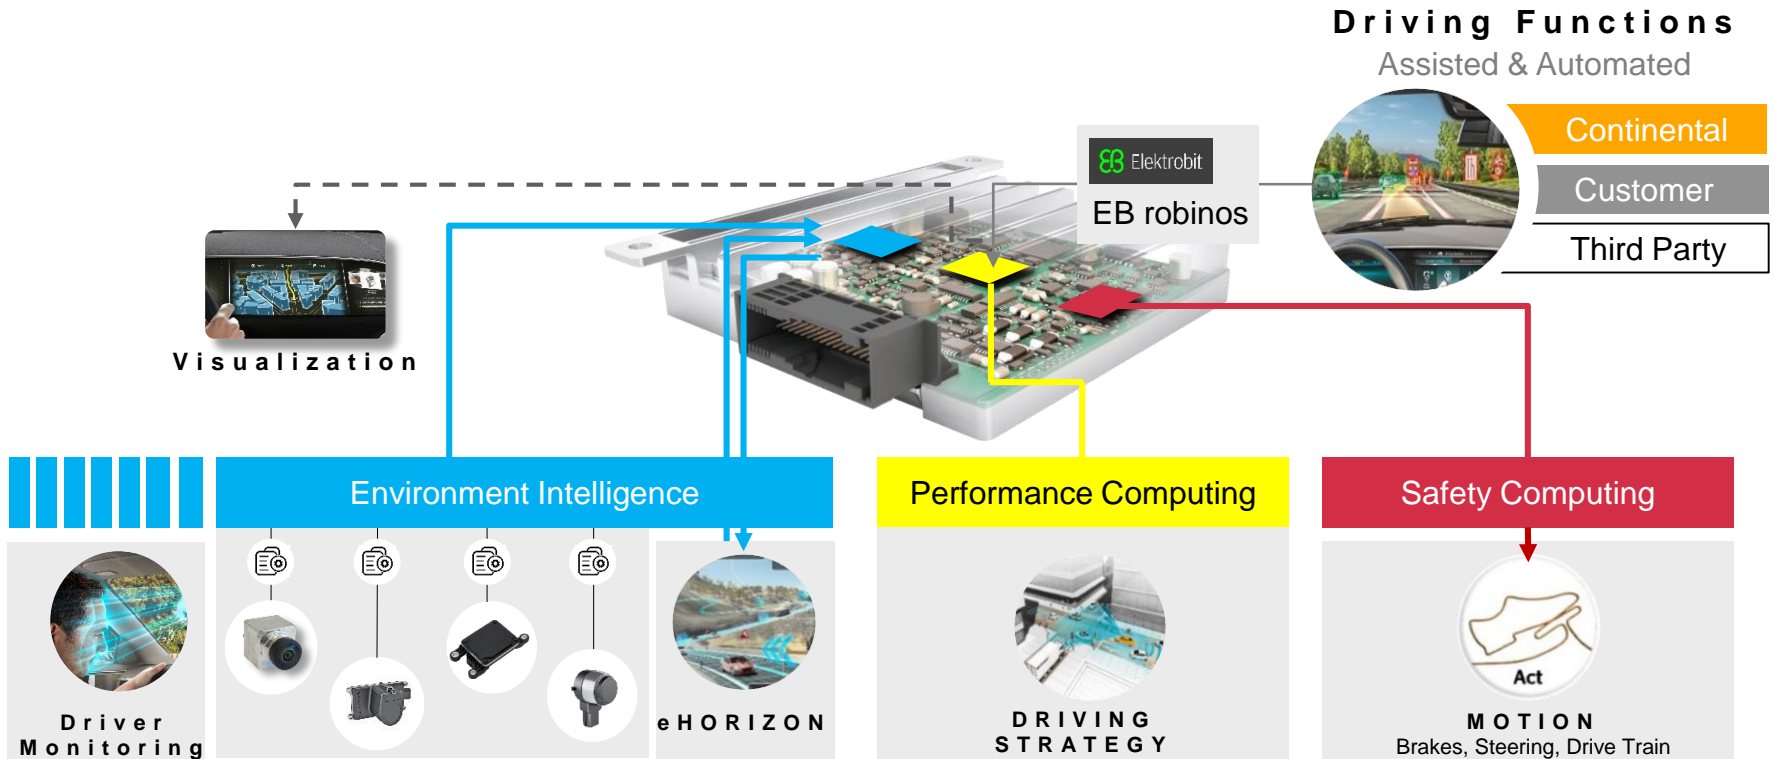 Driving Functions
Assisted & Automated
Continental
Customer
Third Party
EB Elektrobit
EB robinos
Visualization
Environment Intelligence
Performance Computing
Safety Computing
Driver
Monitoring
eHORIZON
DRIVING
STRATEGY
Act
MOTION
Brakes, Steering, Drive Train